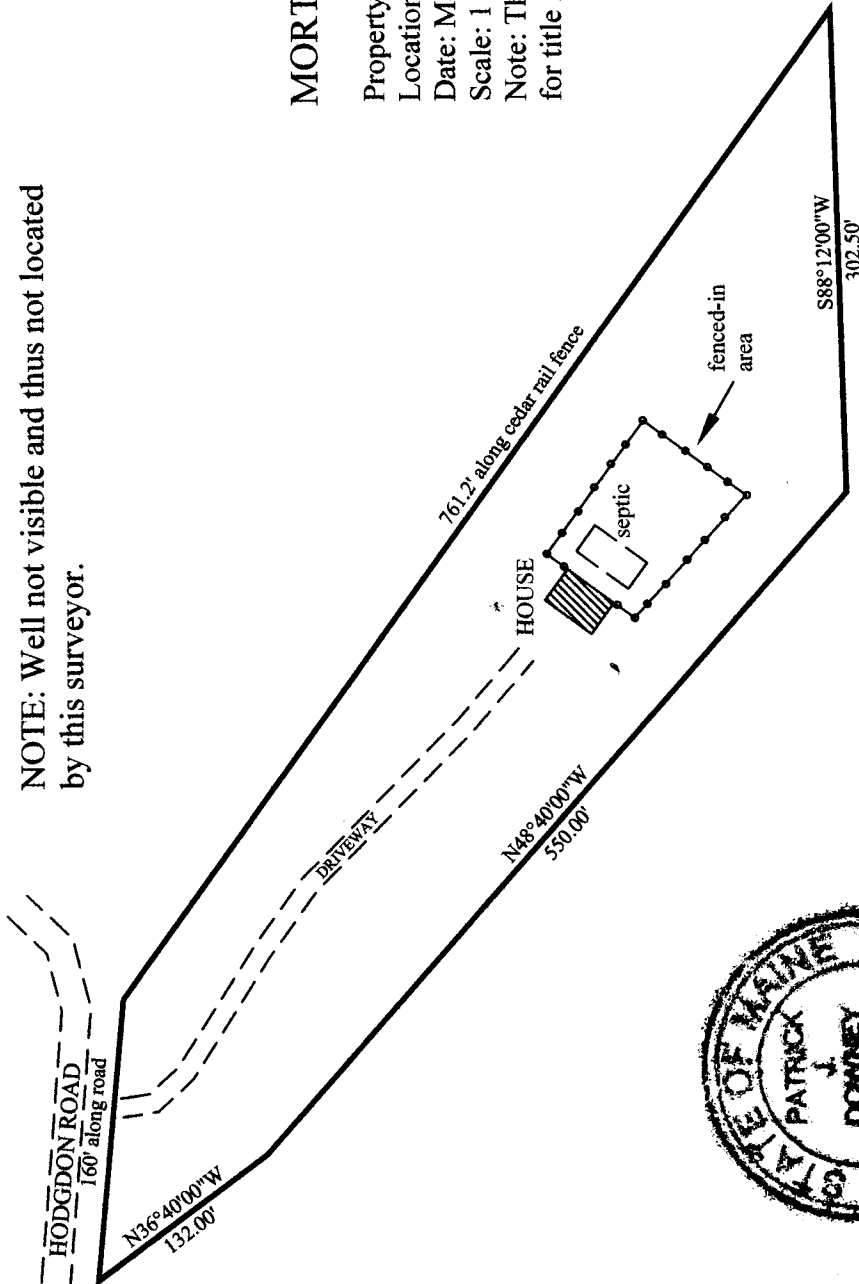 NOTE: Well not visible and thus not located
by this surveyor.
MORT
Property
Location
Date: M
Scale: 1
Note: Th
for title
HODGDON ROAD
160' along road
N36°40'00"W
132.00'
DRIVEWAY
761.2' along cedar rail fence
HOUSE
septic
fenced-in
area
N48°40'00"W
550.00'
S88°12'00"W
302.50'
STATE OF MAINE
PATRICK
J.
DOWNEY